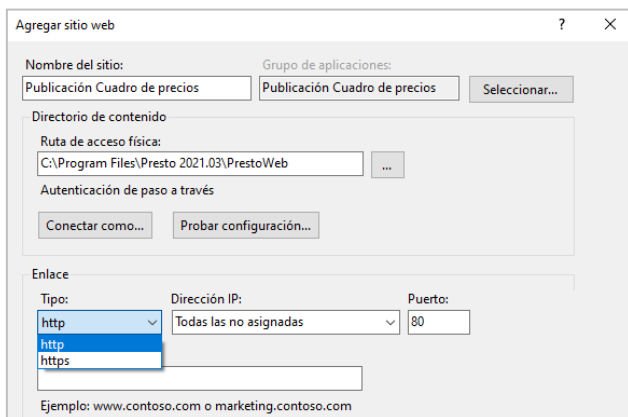 Agregar sitio web ? ×
Nombre del sitio: Grupo de aplicaciones:
Publicación Cuadro de precios Publicación Cuadro de precios Seleccionar...
Directorio de contenido
Ruta de acceso física:
C:\Program Files\Presto 2021.03\PrestoWeb ...
Autenticación de paso a través
Conectar como... Probar configuración...
Enlace
Tipo: Dirección IP: Puerto:
http Todas las no asignadas 80
http
https
Ejemplo: www.contoso.com o marketing.contoso.com